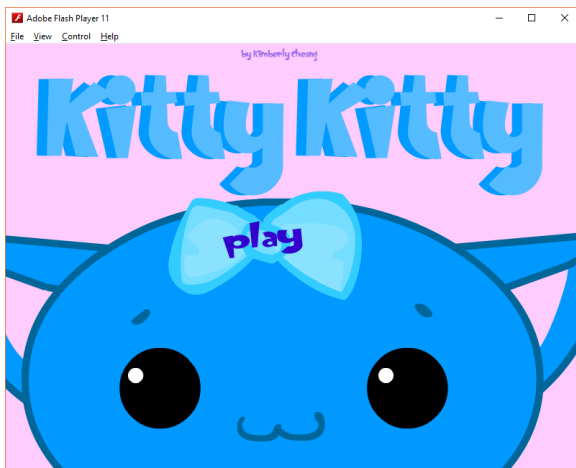 Adobe Flash Player 11
File View Control Help
by Kimberly Cheung
Kitty Kitty
play